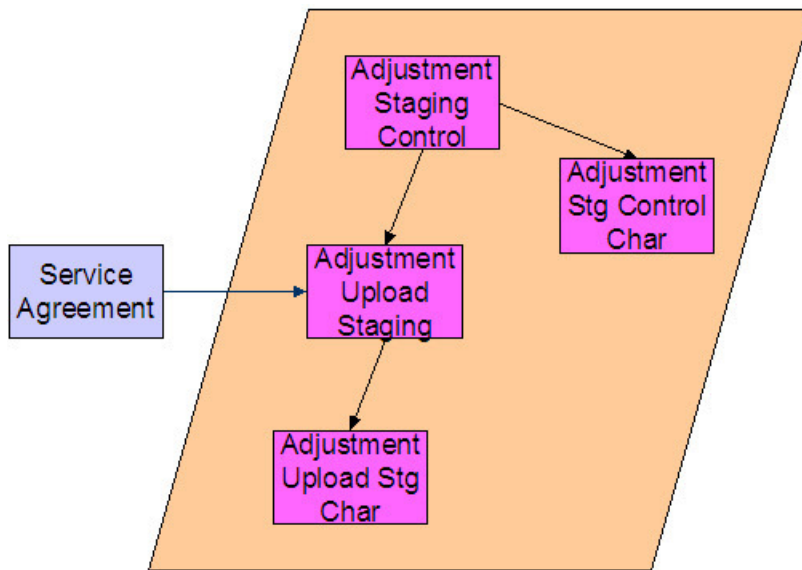 Adjustment
Staging
Control
Adjustment
Stg Control
Char
Service
Agreement
Adjustment
Upload
Staging
Adjustment
Upload Stg
Char